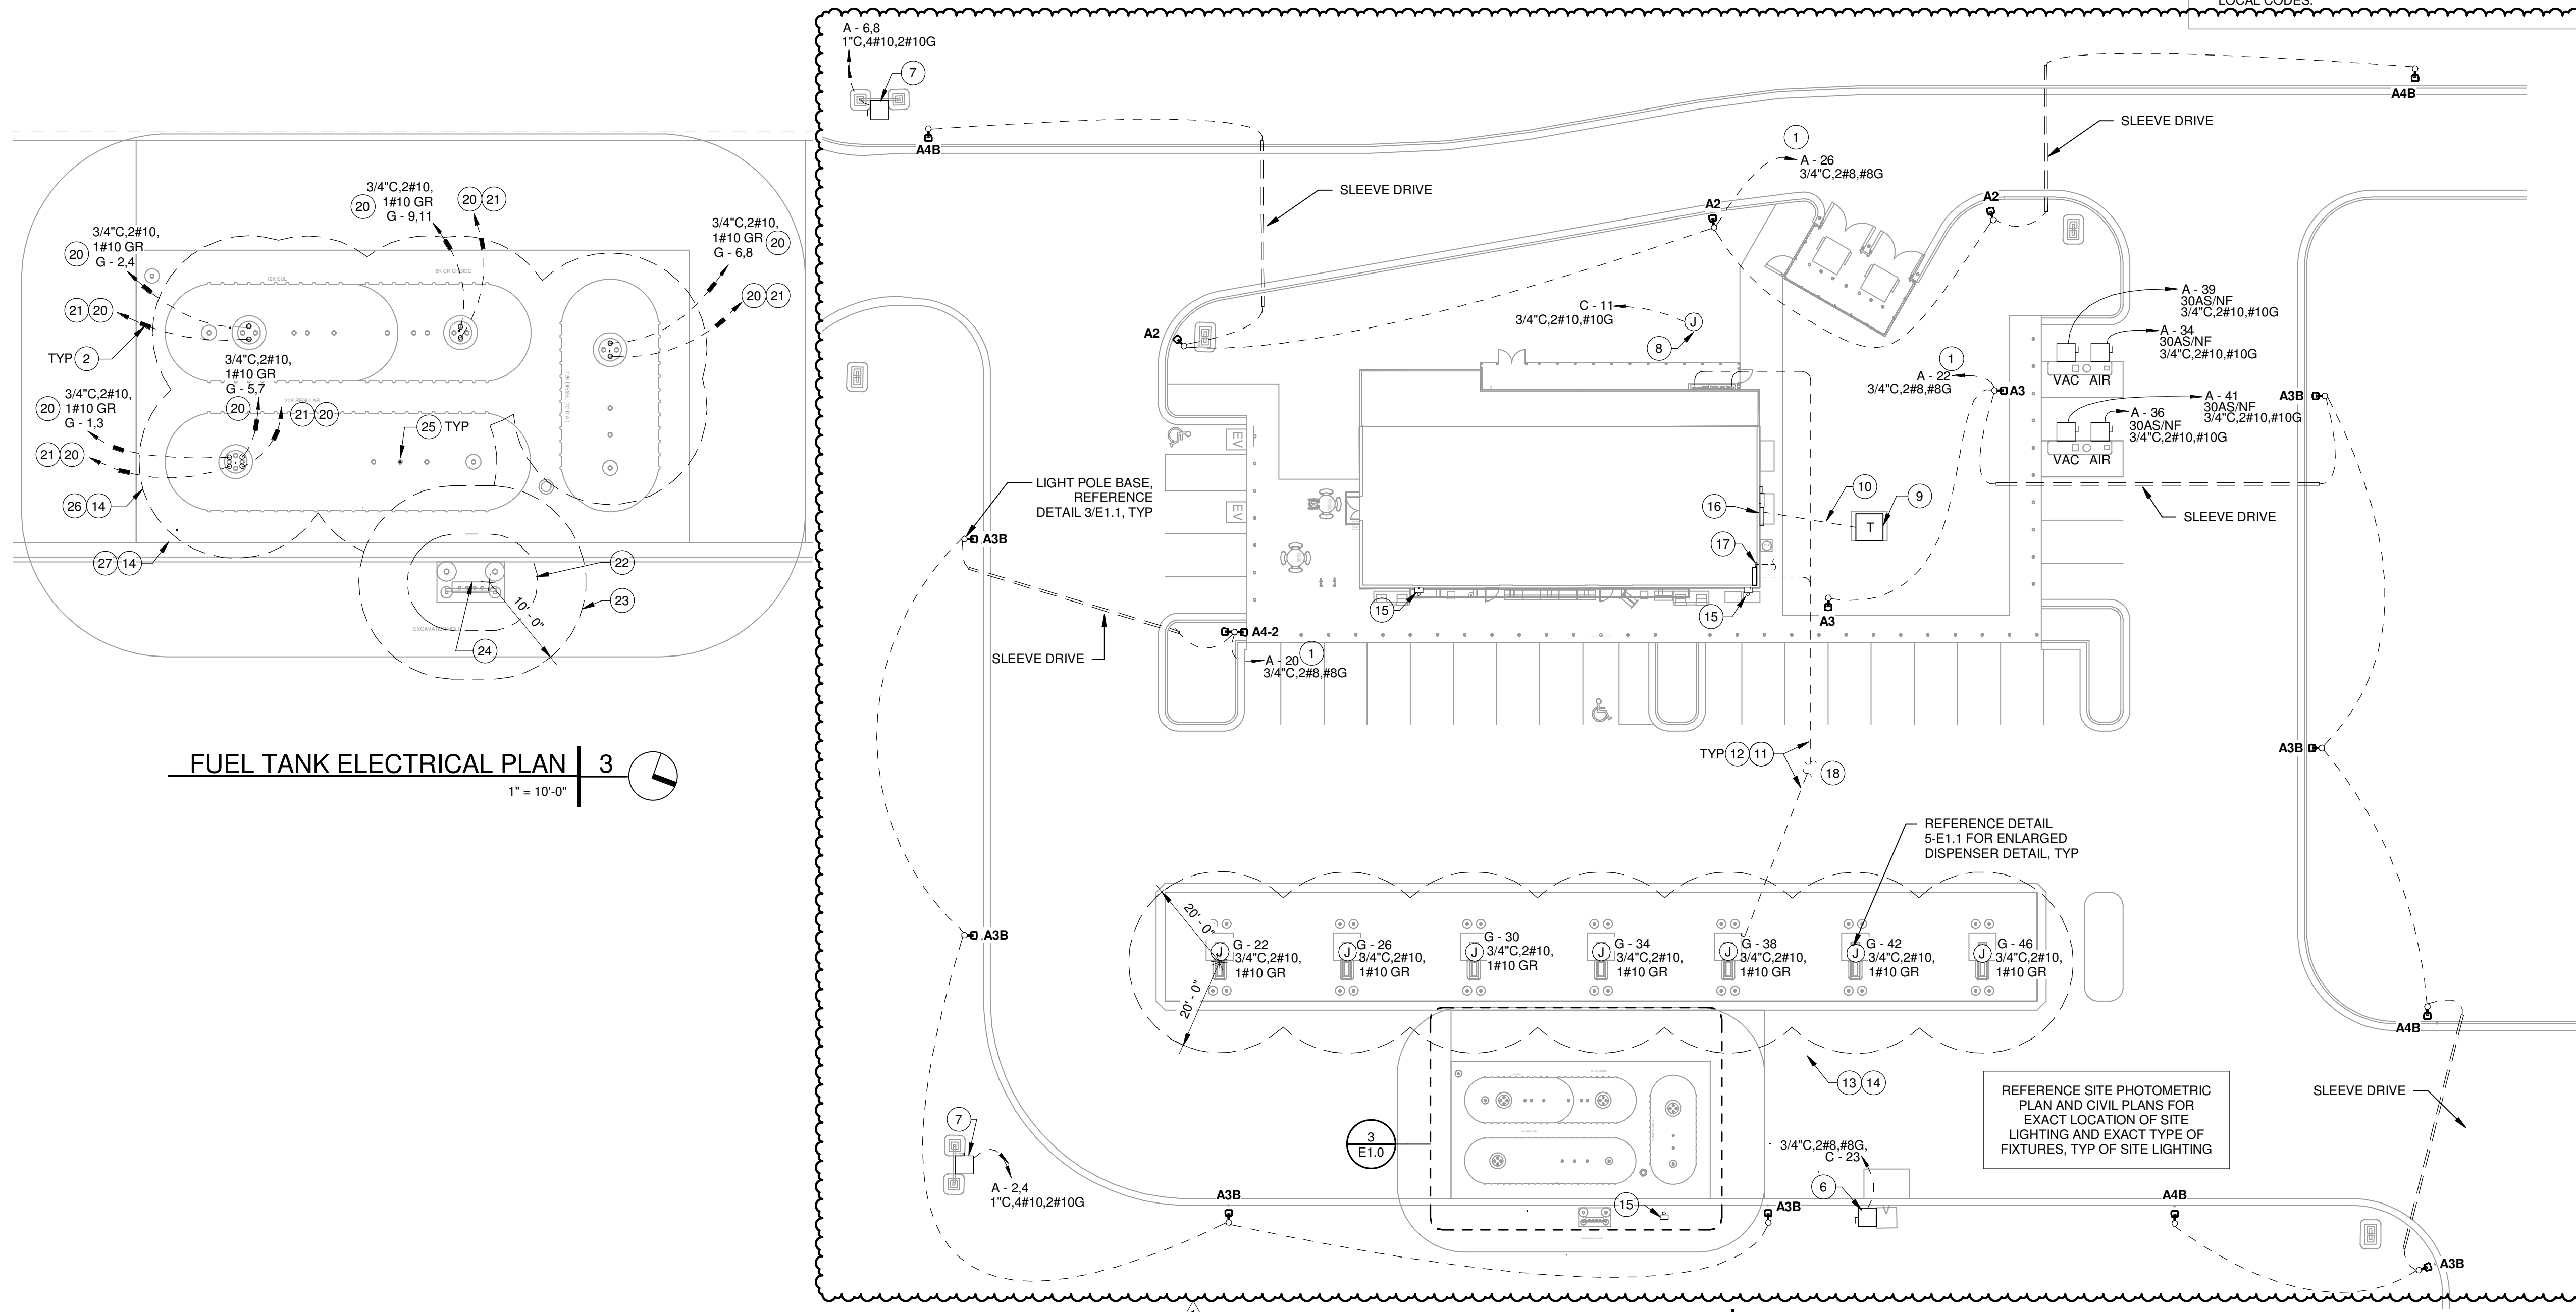 LOCAL CODES.
A - 6,8
1"C,4#10,2#10G
7
A4B
A4B
SLEEVE DRIVE
SLEEVE DRIVE
1
A - 26
3/4"C,2#8,#8G
A2
A2
A2
3/4"C,2#10,
1#10 GR
G - 9,11
20
20
21
3/4"C,2#10,
1#10 GR
G - 6,8
20
20
21
3/4"C,2#10,
1#10 GR
G - 2,4
20
21
20
TYP
2
12K SUL
8K CK CHOICE
3/4"C,2#10,
1#10 GR
G - 5,7
20
20K REGULAR
21
20
3/4"C,2#10,
1#10 GR
G - 1,3
20
21
20
25
TYP
26
14
27
14
22
23
10' - 0"
24
FUEL TANK ELECTRICAL PLAN
3
1" = 10'-0"
C - 11
3/4"C,2#10,#10G
J
8
A - 39
30AS/NF
3/4"C,2#10,#10G
A - 34
30AS/NF
3/4"C,2#10,#10G
VAC
AIR
A - 41
30AS/NF
3/4"C,2#10,#10G
A - 36
30AS/NF
3/4"C,2#10,#10G
VAC
AIR
1
A - 22
3/4"C,2#8,#8G
A3
A3B
EV
EV
LIGHT POLE BASE,
REFERENCE
DETAIL 3/E1.1, TYP
10
9
16
T
17
SLEEVE DRIVE
A3B
15
15
A3
A4-2
SLEEVE DRIVE
A - 20
1
3/4"C,2#8,#8G
A3B
TYP
12
11
18
REFERENCE DETAIL
5-E1.1 FOR ENLARGED
DISPENSER DETAIL, TYP
A3B
20' - 0"
20' - 0"
J
G - 22
3/4"C,2#10,
1#10 GR
J
G - 26
3/4"C,2#10,
1#10 GR
J
G - 30
3/4"C,2#10,
1#10 GR
J
G - 34
3/4"C,2#10,
1#10 GR
J
G - 38
3/4"C,2#10,
1#10 GR
J
G - 42
3/4"C,2#10,
1#10 GR
J
G - 46
3/4"C,2#10,
1#10 GR
A4B
13
14
REFERENCE SITE PHOTOMETRIC
PLAN AND CIVIL PLANS FOR
EXACT LOCATION OF SITE
LIGHTING AND EXACT TYPE OF
FIXTURES, TYP OF SITE LIGHTING
SLEEVE DRIVE
7
A - 2,4
1"C,4#10,2#10G
3
E1.0
3/4"C,2#8,#8G,
C - 23
6
V
15
A3B
A3B
A4B
A3B